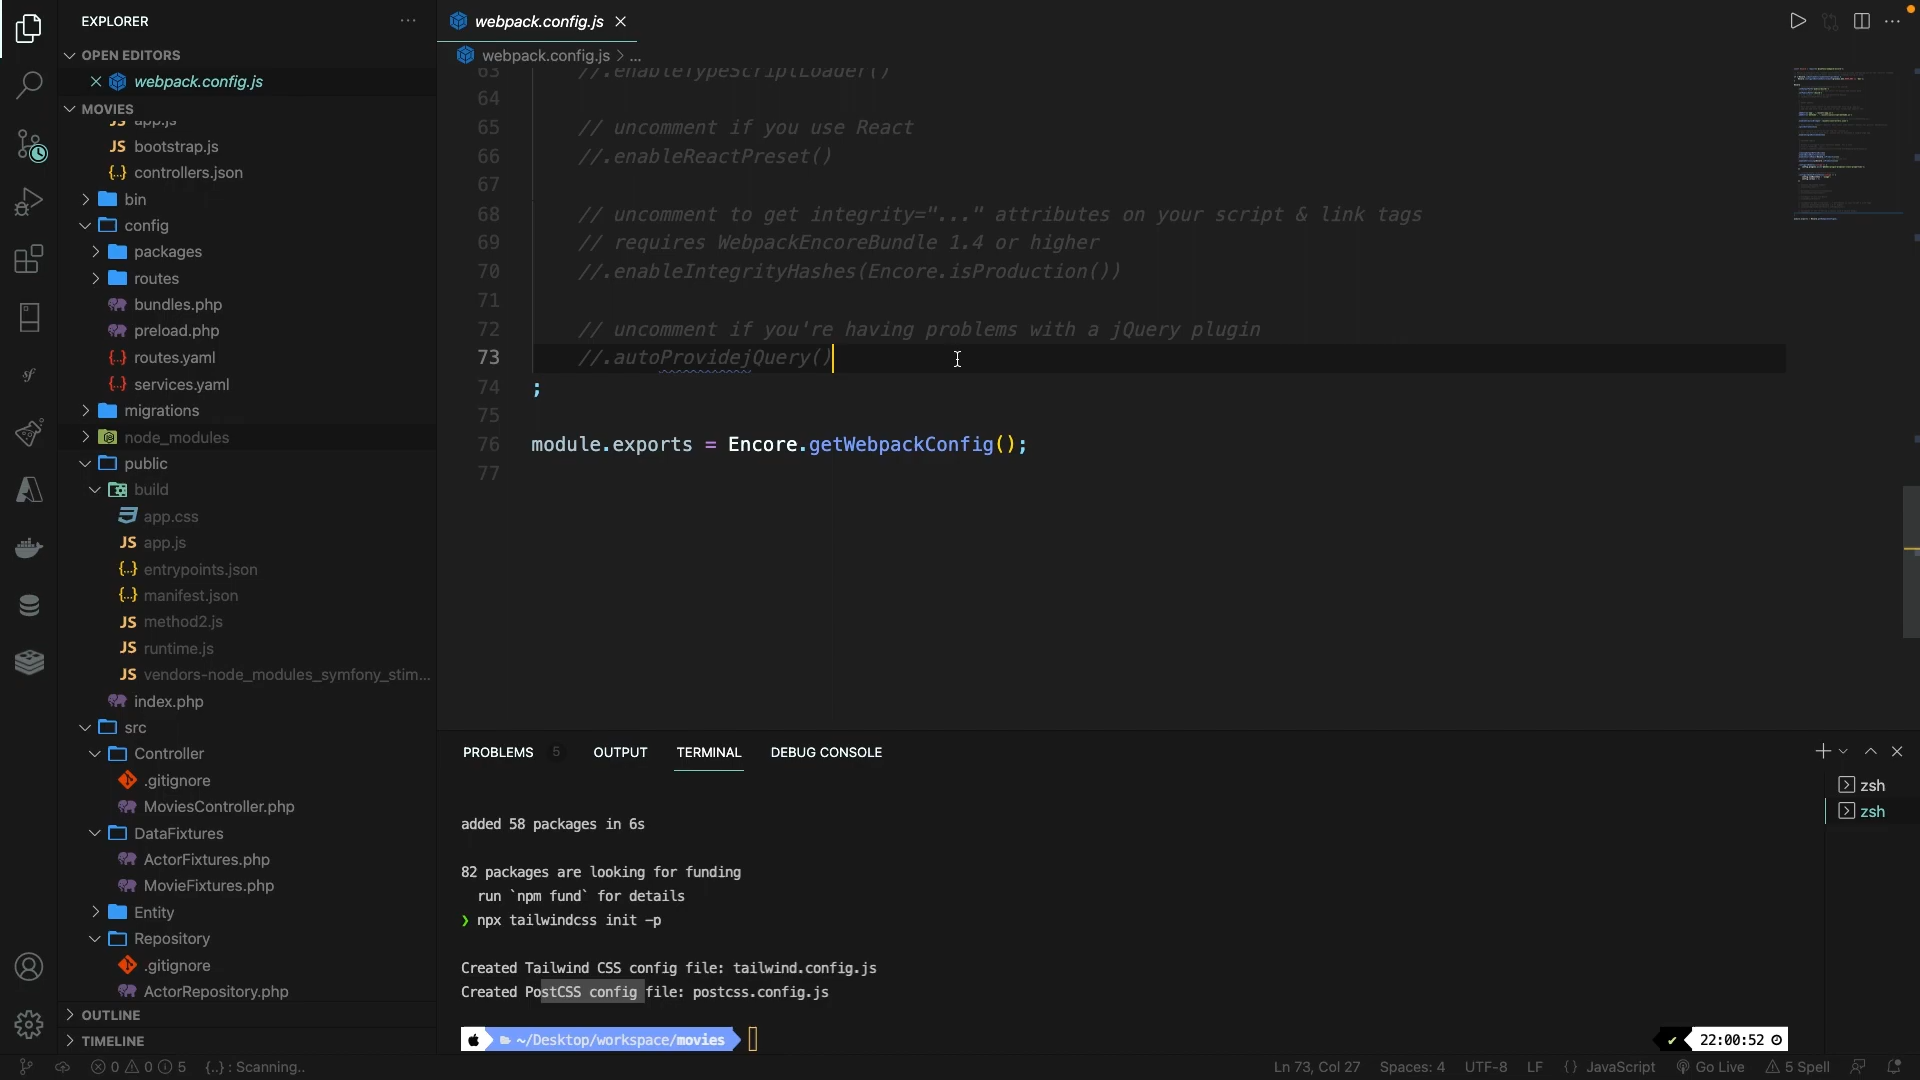 EXPLORER
OPEN EDITORS
webpack.config.js
MOVIES
app.js
bootstrap.js
controllers.json
bin
config
packages
routes
bundles.php
preload.php
routes.yaml
services.yaml
migrations
node_modules
public
build
app.css
app.js
entrypoints.json
manifest.json
method2.js
runtime.js
vendors-node_modules_symfony_stim...
index.php
src
Controller
.gitignore
MoviesController.php
DataFixtures
ActorFixtures.php
MovieFixtures.php
Entity
Repository
.gitignore
ActorRepository.php
OUTLINE
TIMELINE
webpack.config.js
webpack.config.js > ...
63 //.enableTypeScriptLoader()
64
65 // uncomment if you use React
66 //.enableReactPreset()
67
68 // uncomment to get integrity="..." attributes on your script & link tags
69 // requires WebpackEncoreBundle 1.4 or higher
70 //.enableIntegrityHashes(Encore.isProduction())
71
72 // uncomment if you're having problems with a jQuery plugin
73 //.autoProvidejQuery()
74 ;
75
76 module.exports = Encore.getWebpackConfig();
77
PROBLEMS 5 OUTPUT TERMINAL DEBUG CONSOLE
zsh
zsh
added 58 packages in 6s
82 packages are looking for funding
run `npm fund` for details
❯ npx tailwindcss init -p
Created Tailwind CSS config file: tailwind.config.js
Created PostCSS config file: postcss.config.js
~/Desktop/workspace/movies
22:00:52
0 0 5 {..} : Scanning.. Ln 73, Col 27 Spaces: 4 UTF-8 LF {} JavaScript Go Live 5 Spell